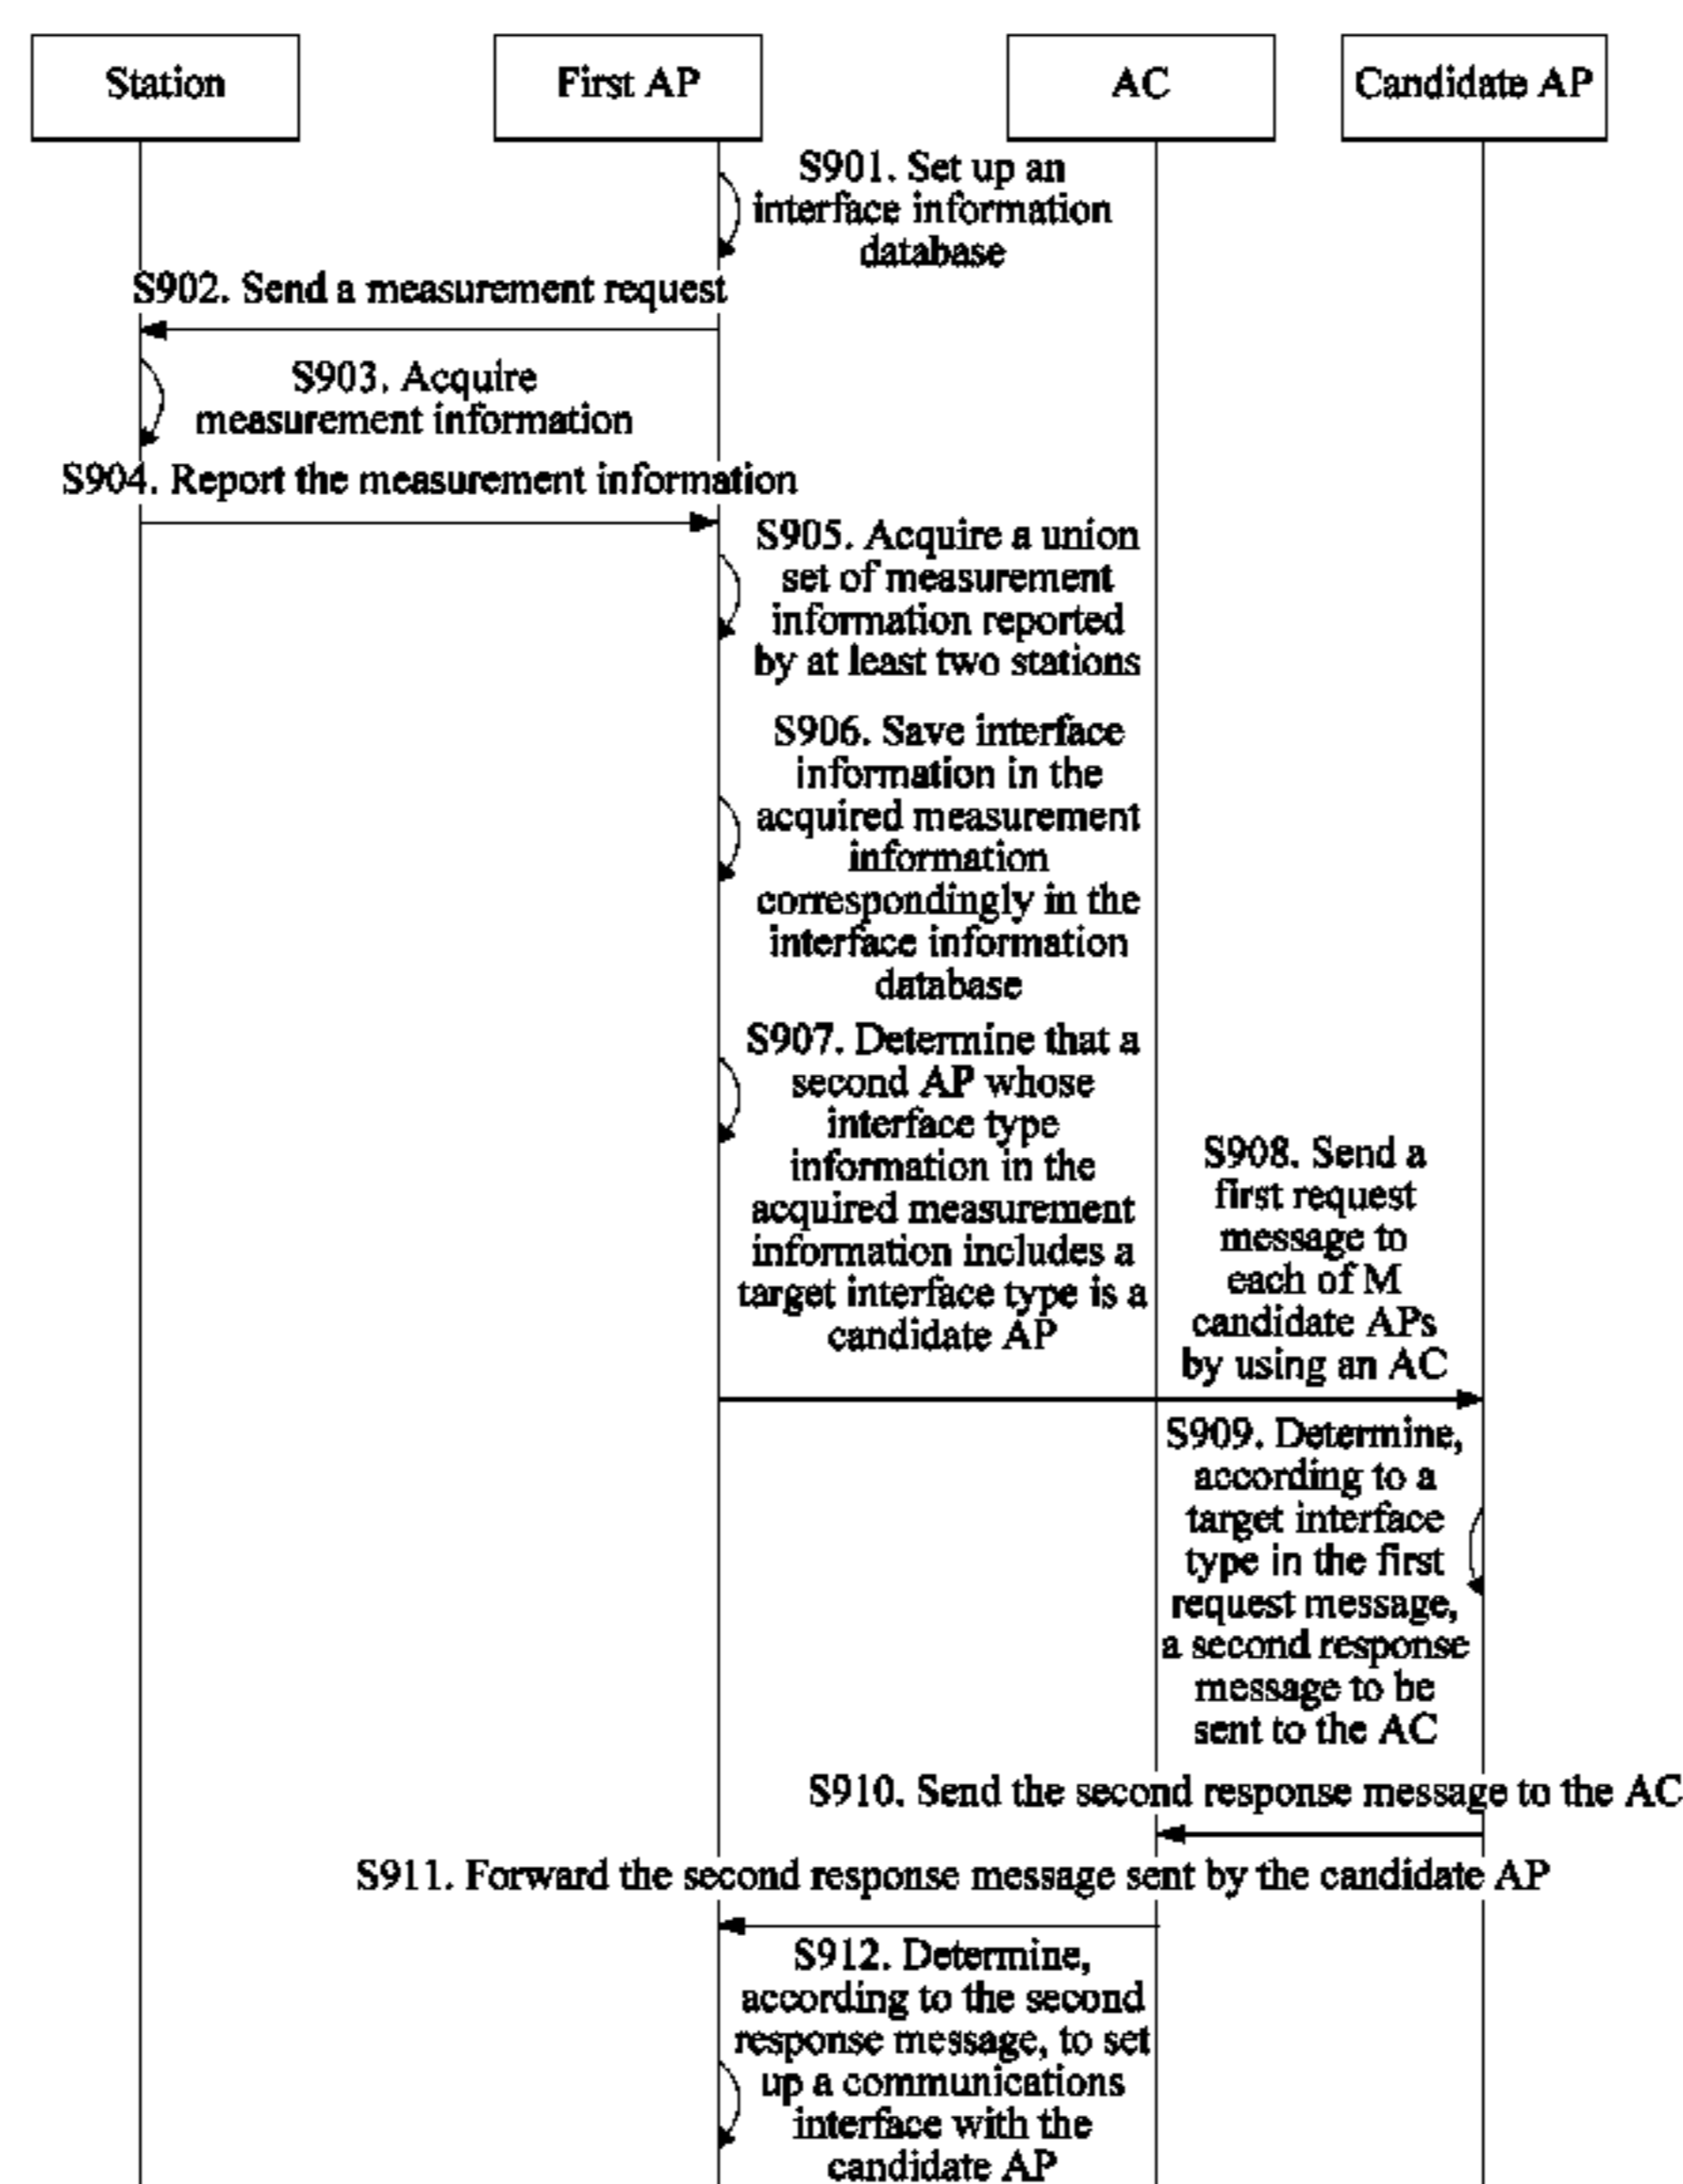 Station
First AP
AC
Candidate AP
S901. Set up an
interface information
database
S902. Send a measurement request
S903. Acquire
measurement information
S904. Report the measurement information
S905. Acquire a union
set of measurement
information reported
by at least two stations
S906. Save interface
information in the
acquired measurement
information
correspondingly in the
interface information
database
S907. Determine that a
second AP whose
interface type
information in the
acquired measurement
information includes a
target interface type is a
candidate AP
S908. Send a
first request
message to
each of M
candidate APs
by using an AC
S909. Determine,
according to a
target interface
type in the first
request message,
a second response
message to be
sent to the AC
S910. Send the second response message to the AC
S911. Forward the second response message sent by the candidate AP
S912. Determine,
according to the second
response message, to set
up a communications
interface with the
candidate AP